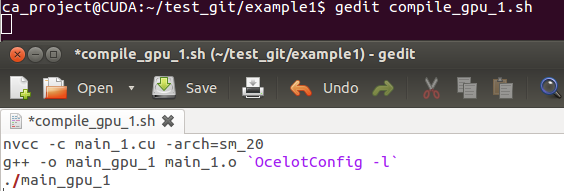 ca_project@CUDA:~/test_git/example1$ gedit compile_gpu_1.sh
*compile_gpu_1.sh (~/test_git/example1) - gedit
Open Save Undo
*compile_gpu_1.sh
nvcc -c main_1.cu -arch=sm_20
g++ -o main_gpu_1 main_1.o `OcelotConfig -l`
./main_gpu_1